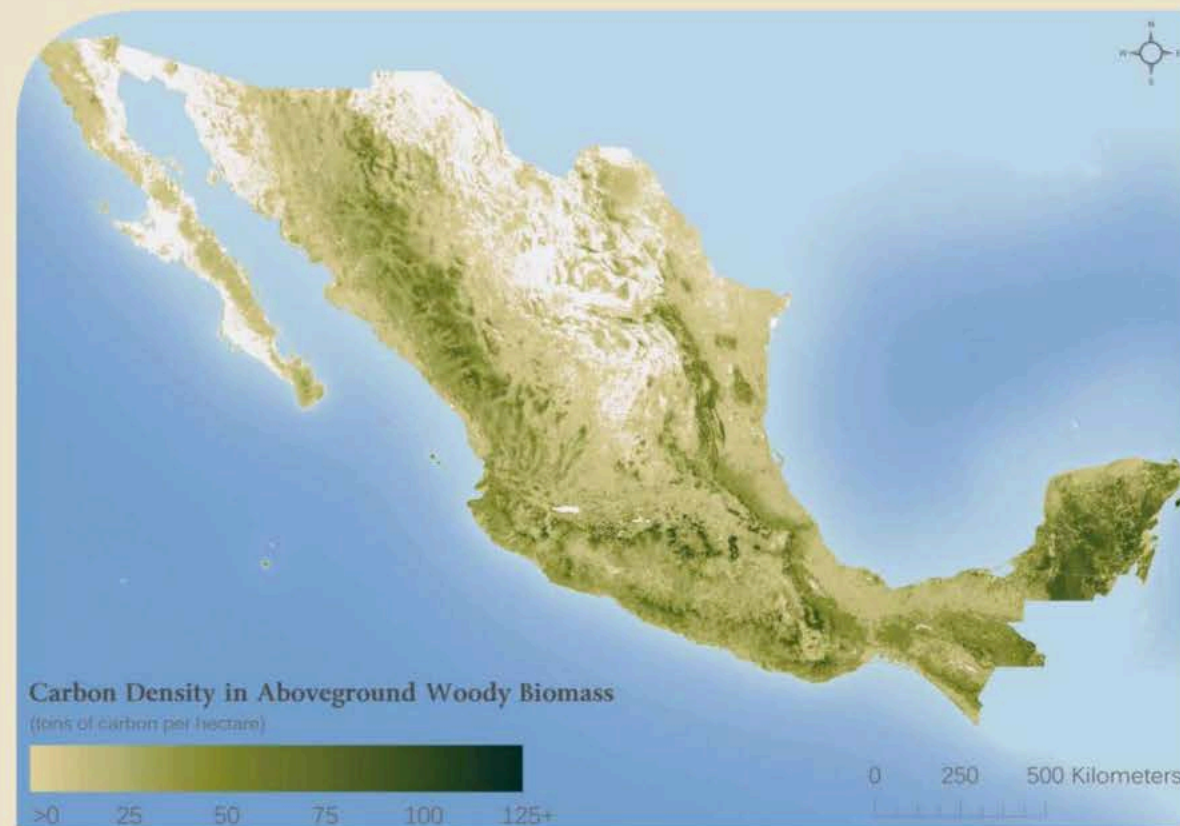 N
W
E
S
Carbon Density in Aboveground Woody Biomass
(tons of carbon per hectare)
>0 25 50 75 100 125+
0 250 500 Kilometers